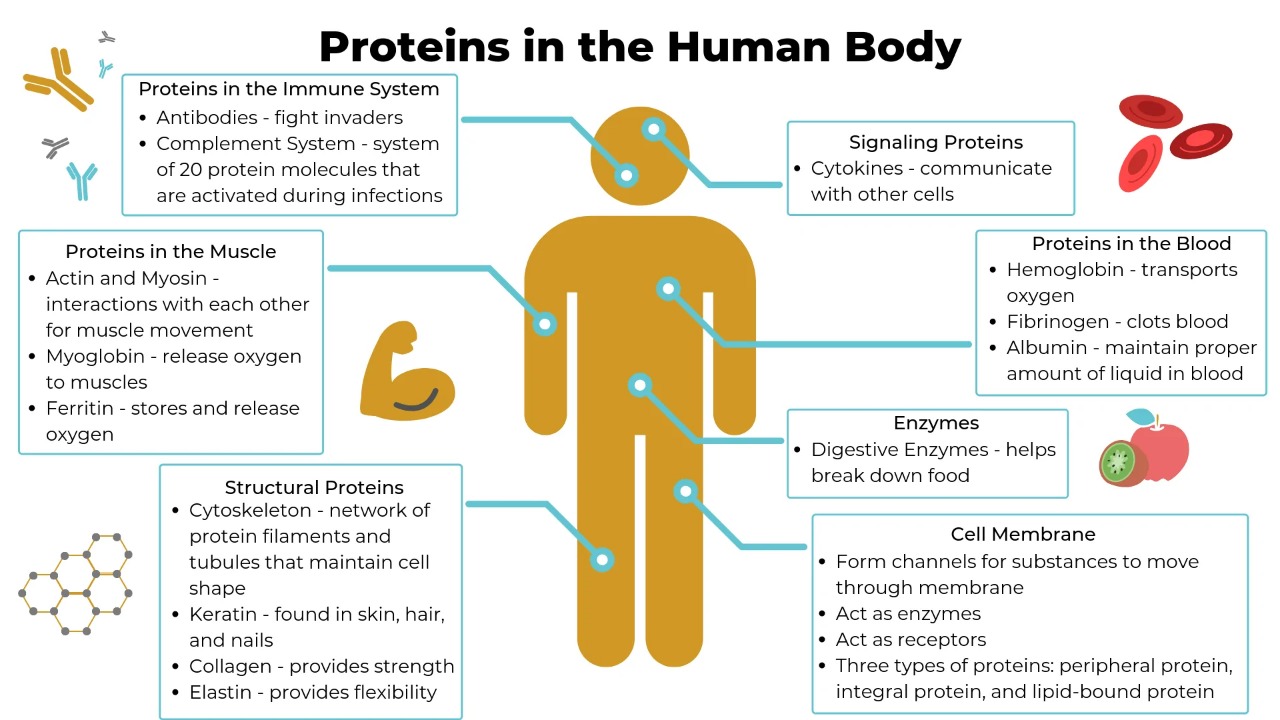 Proteins in the Human Body
Proteins in the Immune System
• Antibodies - fight invaders
• Complement System - system
of 20 protein molecules that
are activated during infections
Signaling Proteins
• Cytokines - communicate
with other cells
Proteins in the Muscle
• Actin and Myosin -
interactions with each other
for muscle movement
• Myoglobin - release oxygen
to muscles
• Ferritin - stores and release
oxygen
Proteins in the Blood
• Hemoglobin - transports
oxygen
• Fibrinogen - clots blood
• Albumin - maintain proper
amount of liquid in blood
Enzymes
• Digestive Enzymes - helps
break down food
Structural Proteins
• Cytoskeleton - network of
protein filaments and
tubules that maintain cell
shape
• Keratin - found in skin, hair,
and nails
• Collagen - provides strength
• Elastin - provides flexibility
Cell Membrane
• Form channels for substances to move
through membrane
• Act as enzymes
• Act as receptors
• Three types of proteins: peripheral protein,
integral protein, and lipid-bound protein